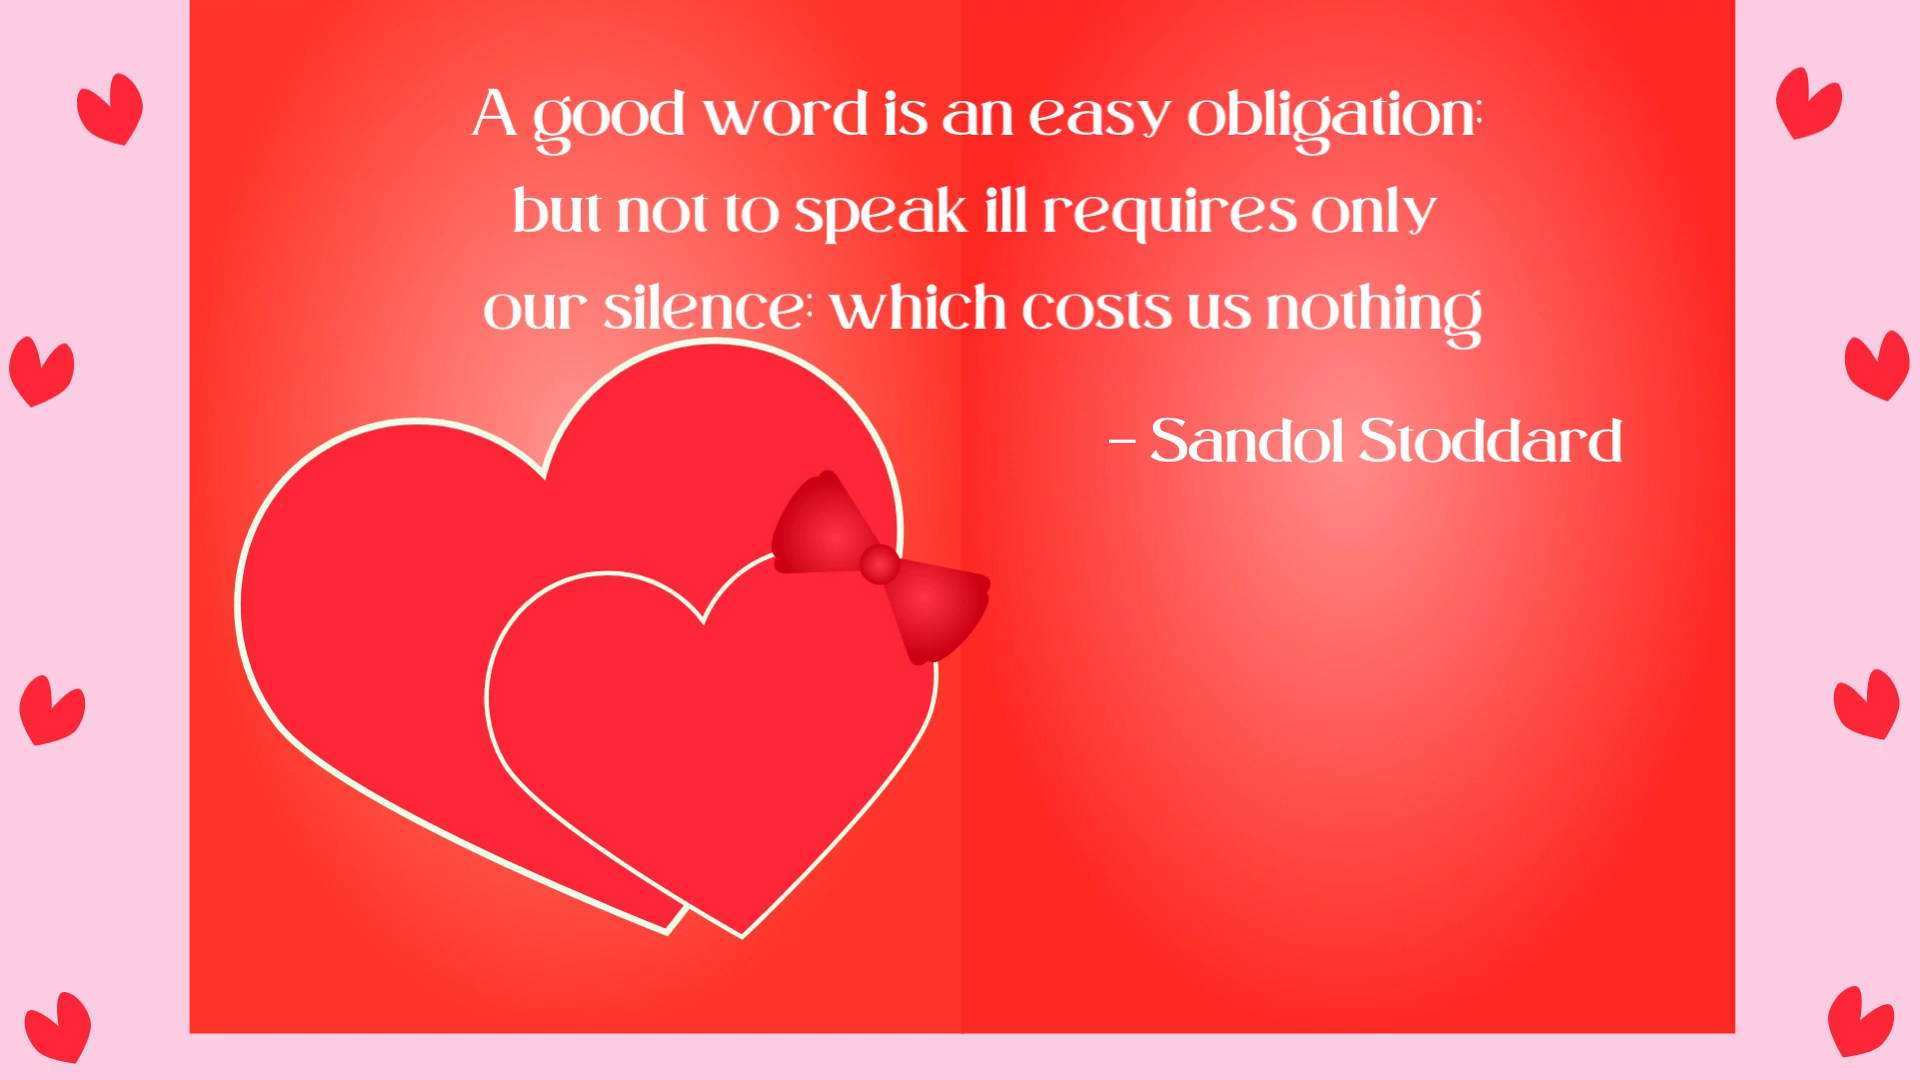 A good word is an easy obligation:
but not to speak ill requires only
our silence: which costs us nothing
– Sandol Stoddard